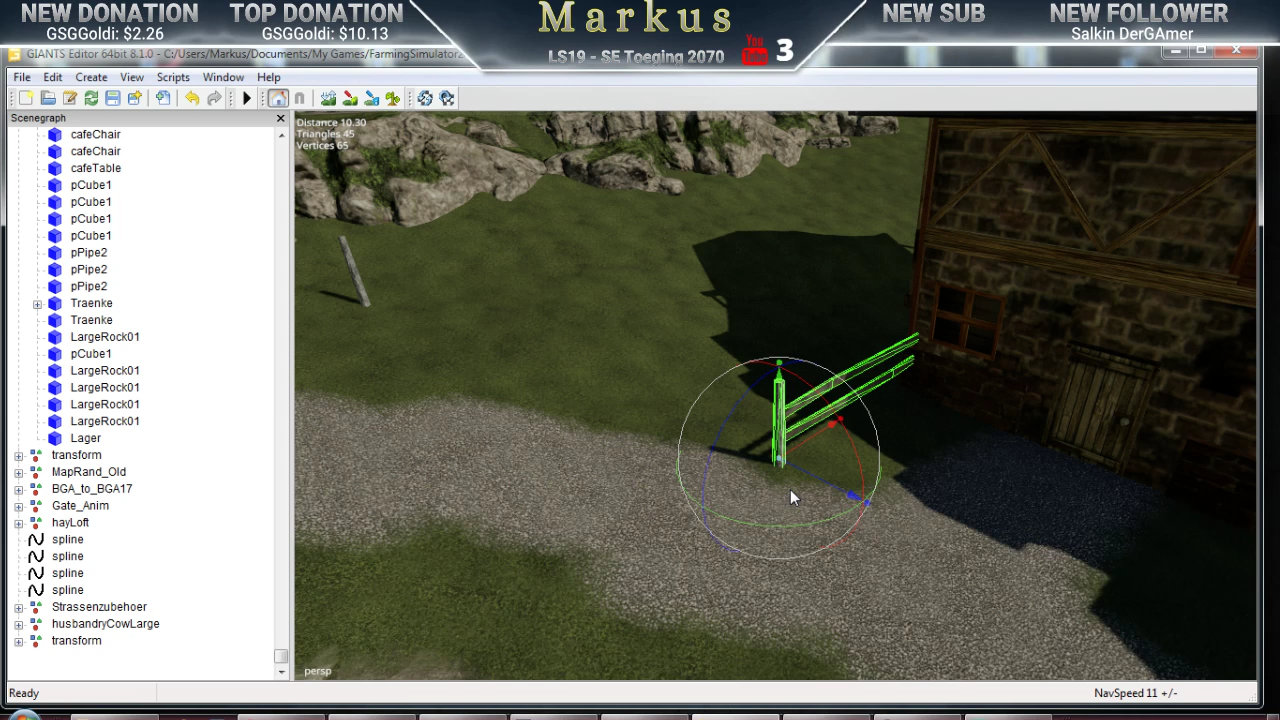 NEW DONATION
GSGGoldi: $2.26
TOP DONATION
GSGGoldi: $10.13
Markus
LS19 - SE Toeging 2070
You
Tube
3
NEW SUB
NEW FOLLOWER
Salkin DerGAmer
GIANTS Editor 64bit 8.1.0 - C:/Users/Markus/Documents/My Games/FarmingSimulator2
File Edit Create View Scripts Window Help
Scenegraph
cafeChair
cafeChair
cafeTable
pCube1
pCube1
pCube1
pCube1
pPipe2
pPipe2
pPipe2
Traenke
Traenke
LargeRock01
pCube1
LargeRock01
LargeRock01
LargeRock01
LargeRock01
Lager
transform
MapRand_Old
BGA_to_BGA17
Gate_Anim
hayLoft
spline
spline
spline
spline
Strassenzubehoer
husbandryCowLarge
transform
Distance 10.30
Triangles 45
Vertices 65
persp
Ready
NavSpeed 11 +/-